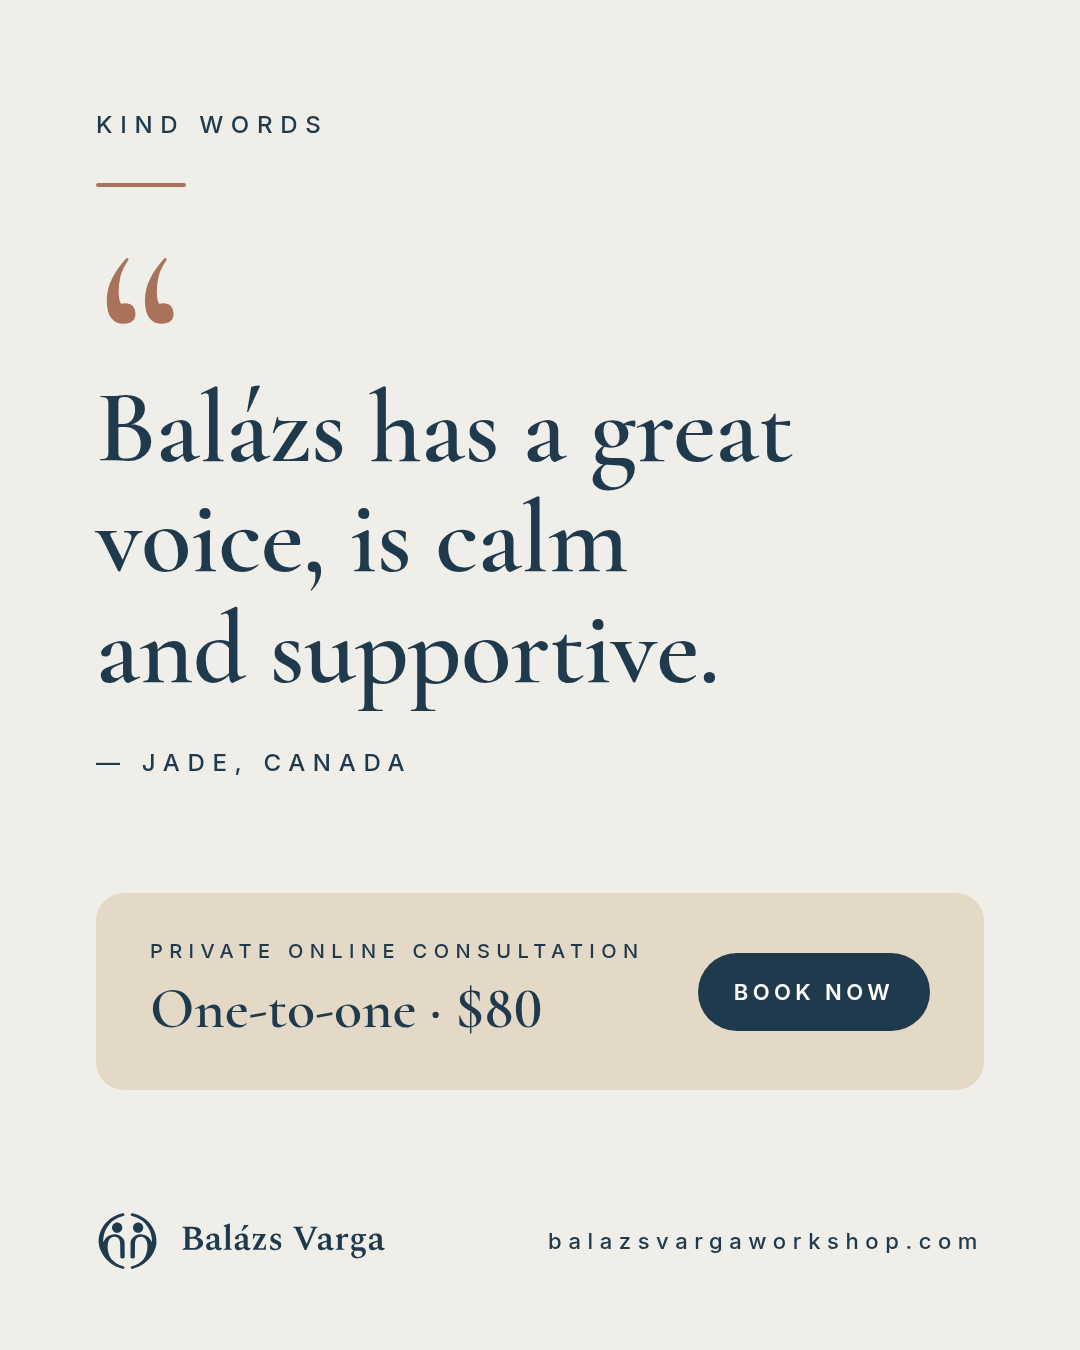 KIND WORDS
“
Balázs has a great
voice, is calm
and supportive.
— JADE, CANADA
PRIVATE ONLINE CONSULTATION
One-to-one · $80
BOOK NOW
Balázs Varga
balazsvargaworkshop.com